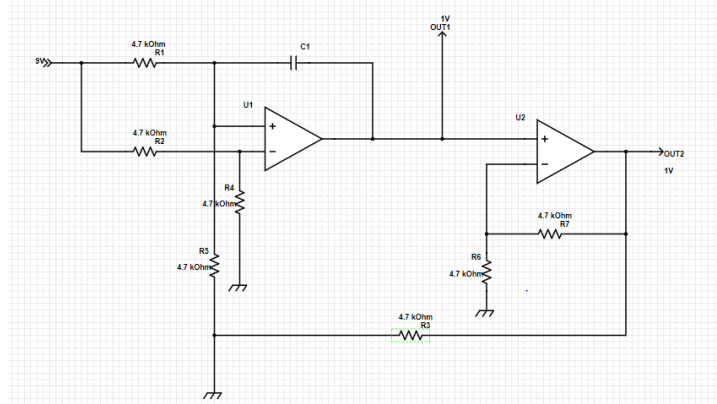 1V
OUT1
4.7 kOhm
R1
C1
9V
U1
U2
+
+
4.7 kOhm
R2
-
-
OUT2
1V
R4
4.7 kOhm
4.7 kOhm
R7
R5
4.7 kOhm
R6
4.7 kOhm
4.7 kOhm
R3